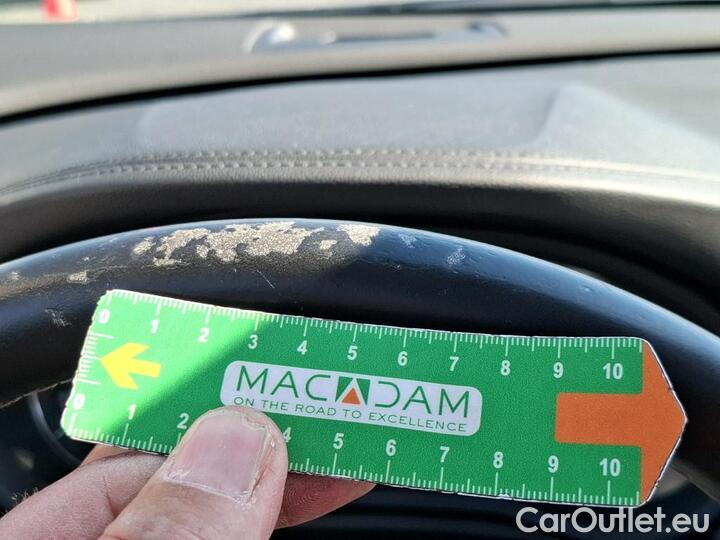 0 1 2 3 4 5 6 7 8 9 10
MACADAM
ON THE ROAD TO EXCELLENCE
0 1 2 4 5 6 7 8 9 10
CarOutlet.eu